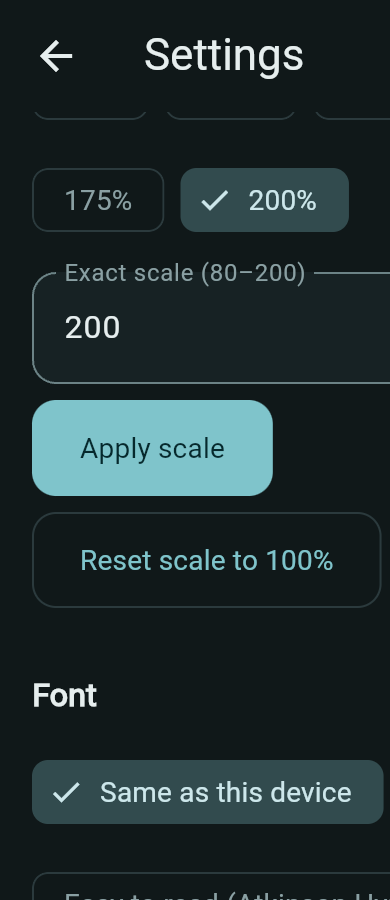 Settings
175%
200%
Exact scale (80–200)
200
Apply scale
Reset scale to 100%
Font
Same as this device